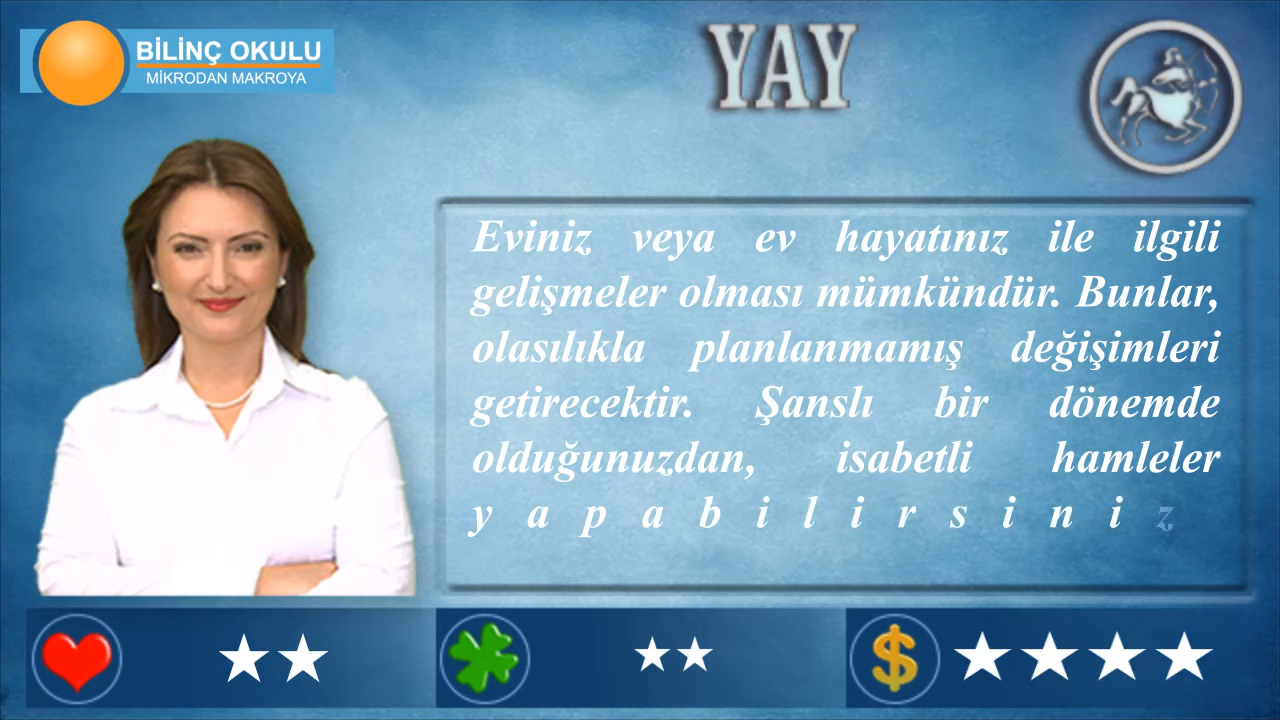 BİLİNÇ OKULU
MİKRODAN MAKROYA
YAY
Eviniz veya ev hayatınız ile ilgili
gelişmeler olması mümkündür. Bunlar,
olasılıkla planlanmamış değişimleri
getirecektir. Şanslı bir dönemde
olduğunuzdan, isabetli hamleler
yapabilirsiniz